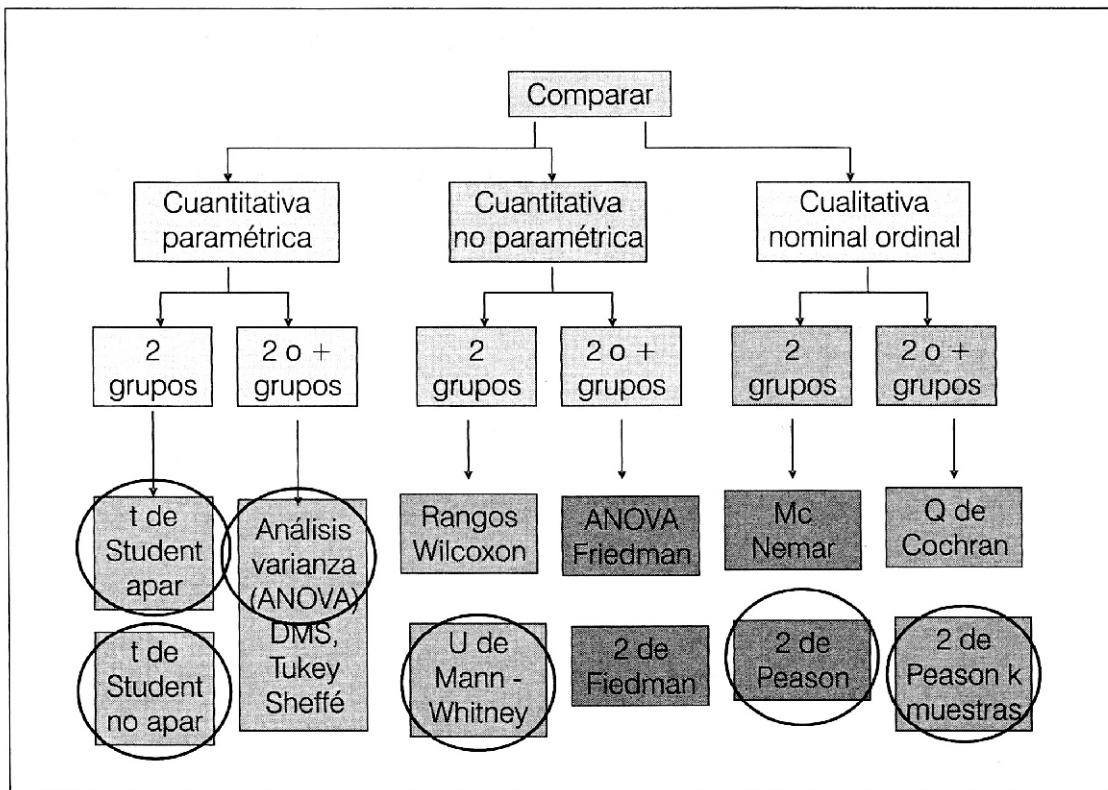 Comparar
Cuantitativa
paramétrica
Cuantitativa
no paramétrica
Cualitativa
nominal ordinal
2
grupos
2 o +
grupos
2
grupos
2 o +
grupos
2
grupos
2 o +
grupos
t de
Student
apar
Análisis
varianza
(ANOVA)
DMS,
Tukey
Sheffé
Rangos
Wilcoxon
ANOVA
Friedman
Mc
Nemar
Q de
Cochran
t de
Student
no apar
U de
Mann -
Whitney
2 de
Fiedman
2 de
Peason
2 de
Peason k
muestras